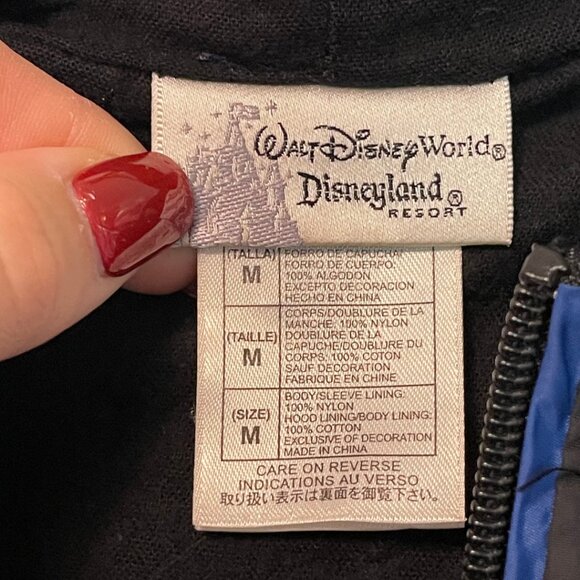 Walt Disney World®
Disneyland®
RESORT
(TALLA)
M
FORRO DE CAPUCHA/
FORRO DE CUERPO:
100% ALGODON
EXCEPTO DECORACION
HECHO EN CHINA
(TAILLE)
M
CORPS/DOUBLURE DE LA
MANCHE: 100% NYLON
DOUBLURE DE LA
CAPUCHE/DOUBLURE DU
CORPS: 100% COTON
SAUF DECORATION
FABRIQUE EN CHINE
(SIZE)
M
BODY/SLEEVE LINING:
100% NYLON
HOOD LINING/BODY LINING:
100% COTTON
EXCLUSIVE OF DECORATION
MADE IN CHINA
CARE ON REVERSE
INDICATIONS AU VERSO
取り扱い表示は裏面を御覧下さい。